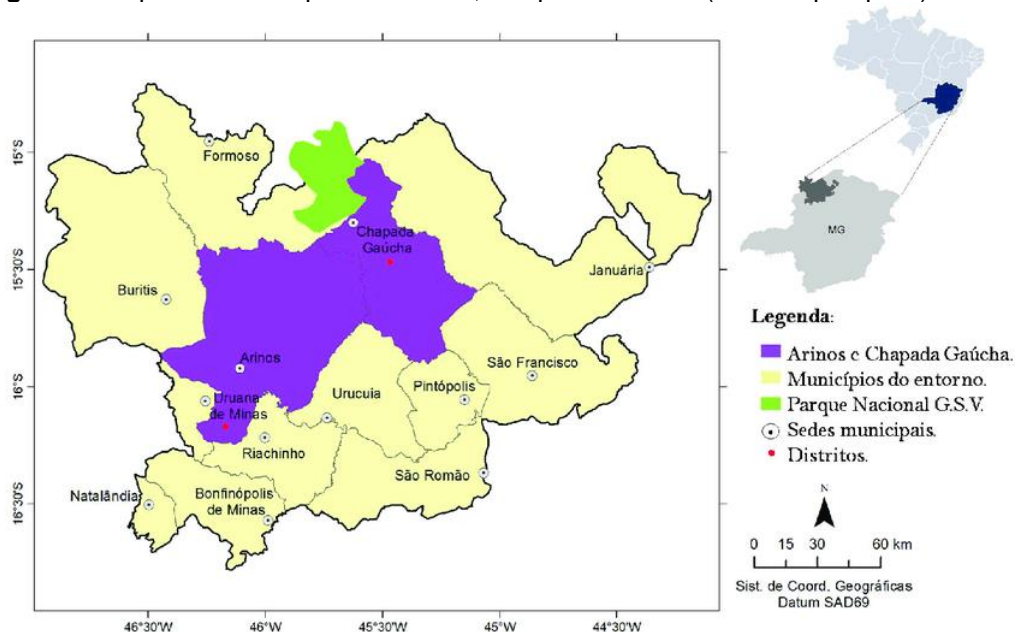 15°S
15°30'S
16°S
16°30'S
Formoso
Chapada
Gaúcha
Januária
Buritis
Arinos
São Francisco
Pintópolis
Urucuia
Uruana
de Minas
Riachinho
São Romão
Natalândia
Bonfinópolis
de Minas
46°30'W
46°W
45°30'W
45°W
44°30'W
MG
Legenda:
Arinos e Chapada Gaúcha.
Municípios do entorno.
Parque Nacional G.S.V.
Sedes municipais.
Distritos.
N
0 15 30 60 km
Sist. de Coord. Geográficas
Datum SAD69